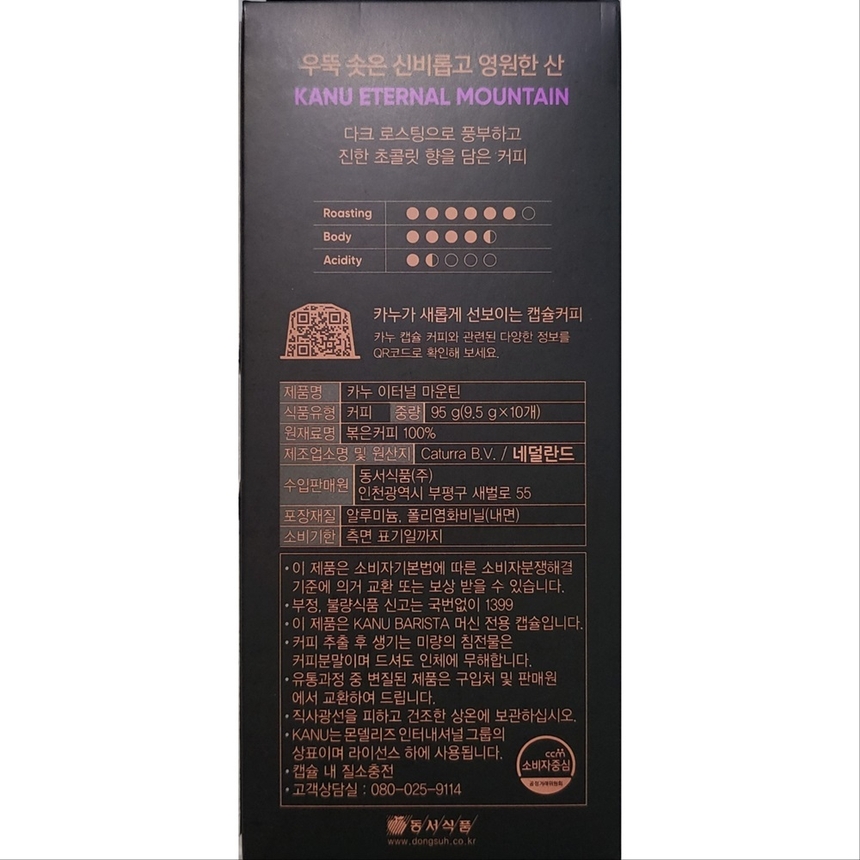 우뚝 솟은 신비롭고 영원한 산
KANU ETERNAL MOUNTAIN
다크 로스팅으로 풍부하고
진한 초콜릿 향을 담은 커피
Roasting
Body
Acidity
카누가 새롭게 선보이는 캡슐커피
카누 캡슐 커피와 관련된 다양한 정보를
QR코드로 확인해 보세요.
제품명 카누 이터널 마운틴
식품유형 커피 중량 95 g(9.5 g×10개)
원재료명 볶은커피 100%
제조업소명 및 원산지 Caturra B.V. / 네덜란드
수입판매원 동서식품(주)
인천광역시 부평구 새벌로 55
포장재질 알루미늄, 폴리염화비닐(내면)
소비기한 측면 표기일까지
• 이 제품은 소비자기본법에 따른 소비자분쟁해결
기준에 의거 교환 또는 보상 받을 수 있습니다.
• 부정, 불량식품 신고는 국번없이 1399
• 이 제품은 KANU BARISTA 머신 전용 캡슐입니다.
• 커피 추출 후 생기는 미량의 침전물은
커피분말이며 드셔도 인체에 무해합니다.
• 유통과정 중 변질된 제품은 구입처 및 판매원
에서 교환하여 드립니다.
• 직사광선을 피하고 건조한 상온에 보관하십시오.
• KANU는 몬델리즈 인터내셔널 그룹의
상표이며 라이선스 하에 사용됩니다.
• 캡슐 내 질소충전
• 고객상담실 : 080-025-9114
ccm
소비자중심
공정거래위원회
동서식품
www.dongsuh.co.kr